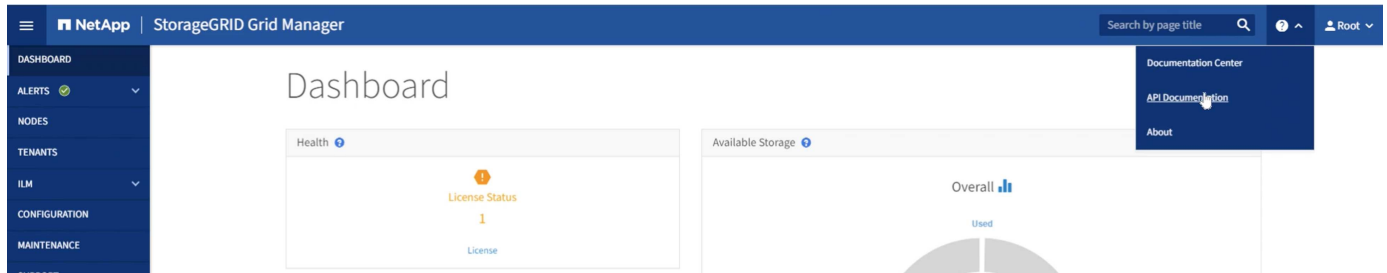 NetApp StorageGRID Grid Manager
Search by page title
Root
DASHBOARD
ALERTS
NODES
TENANTS
ILM
CONFIGURATION
MAINTENANCE
SUPPORT
Documentation Center
API Documentation
About
Dashboard
Health
License Status
1
License
Available Storage
Overall
Used